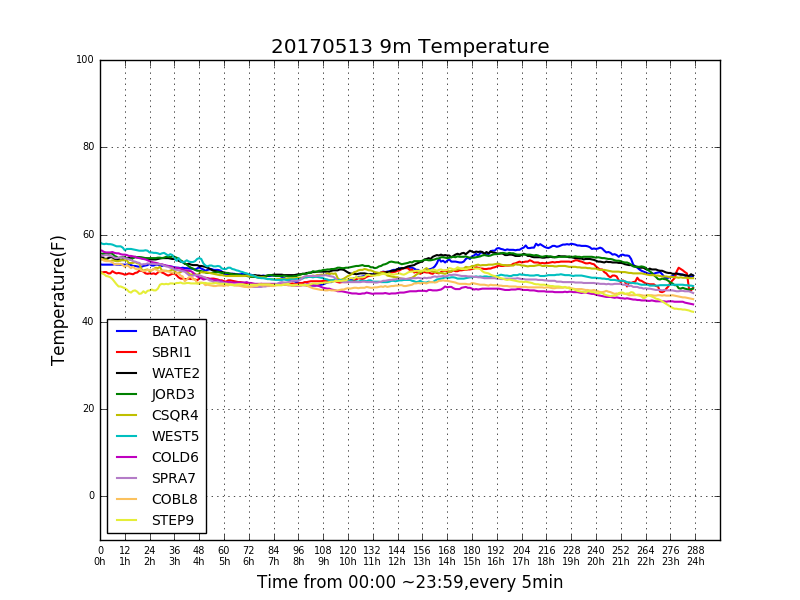 20170513 9m Temperature
100
80
60
40
20
0
Temperature(F)
BATA0
SBRI1
WATE2
JORD3
CSQR4
WEST5
COLD6
SPRA7
COBL8
STEP9
0 12 24 36 48 60 72 84 96 108 120 132 144 156 168 180 192 204 216 228 240 252 264 276 288
0h 1h 2h 3h 4h 5h 6h 7h 8h 9h 10h 11h 12h 13h 14h 15h 16h 17h 18h 19h 20h 21h 22h 23h 24h
Time from 00:00 ~23:59,every 5min